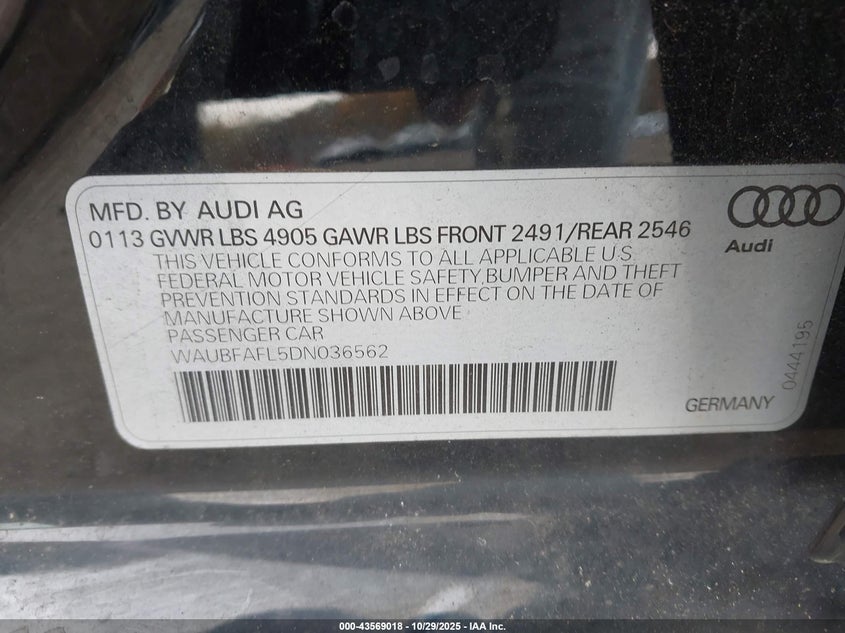 MFD. BY AUDI AG
0113 GVWR LBS 4905 GAWR LBS FRONT 2491/REAR 2546
THIS VEHICLE CONFORMS TO ALL APPLICABLE U.S.
FEDERAL MOTOR VEHICLE SAFETY, BUMPER AND THEFT
PREVENTION STANDARDS IN EFFECT ON THE DATE OF
MANUFACTURE SHOWN ABOVE
PASSENGER CAR
WAUBFAFL5DN036562
Audi
0444195
GERMANY
000-43569018 - 10/29/2025 - IAA Inc.